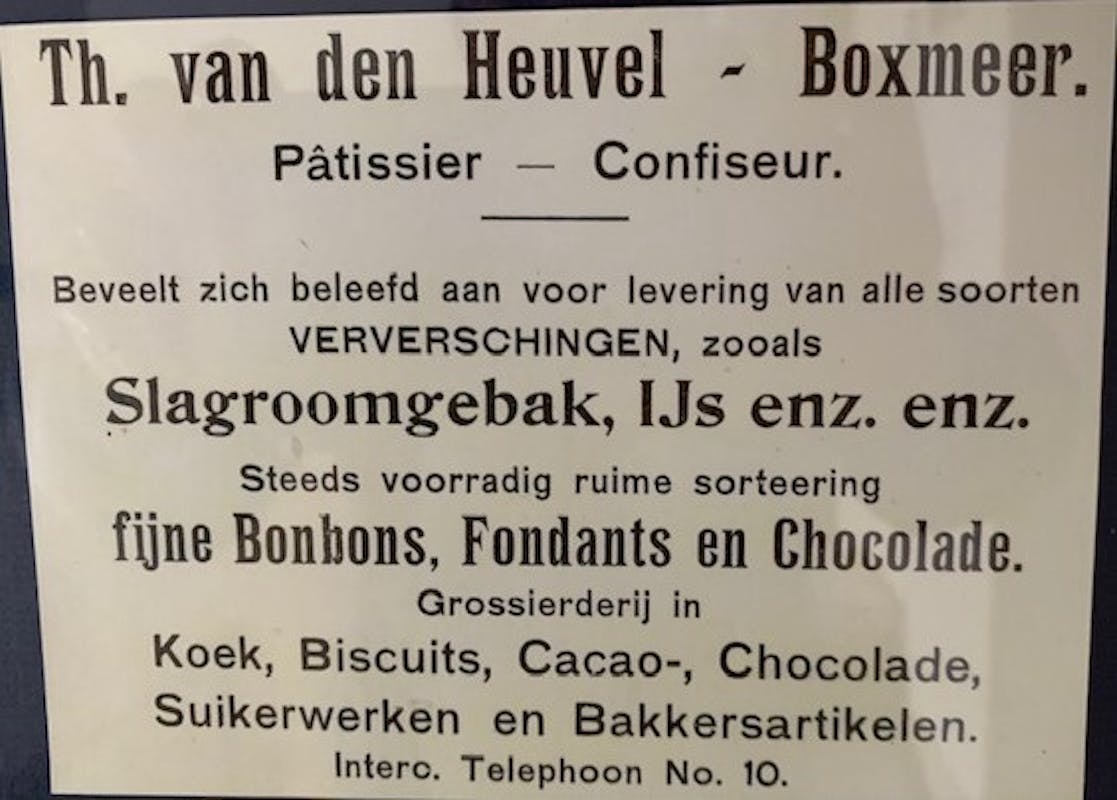 Th. van den Heuvel - Boxmeer.
Pâtissier — Confiseur.
Beveelt zich beleefd aan voor levering van alle soorten
VERVERSCHINGEN, zooals
Slagroomgebak, IJs enz. enz.
Steeds voorradig ruime sorteering
fijne Bonbons, Fondants en Chocolade.
Grossierderij in
Koek, Biscuits, Cacao-, Chocolade,
Suikerwerken en Bakkersartikelen.
Interc. Telephoon No. 10.